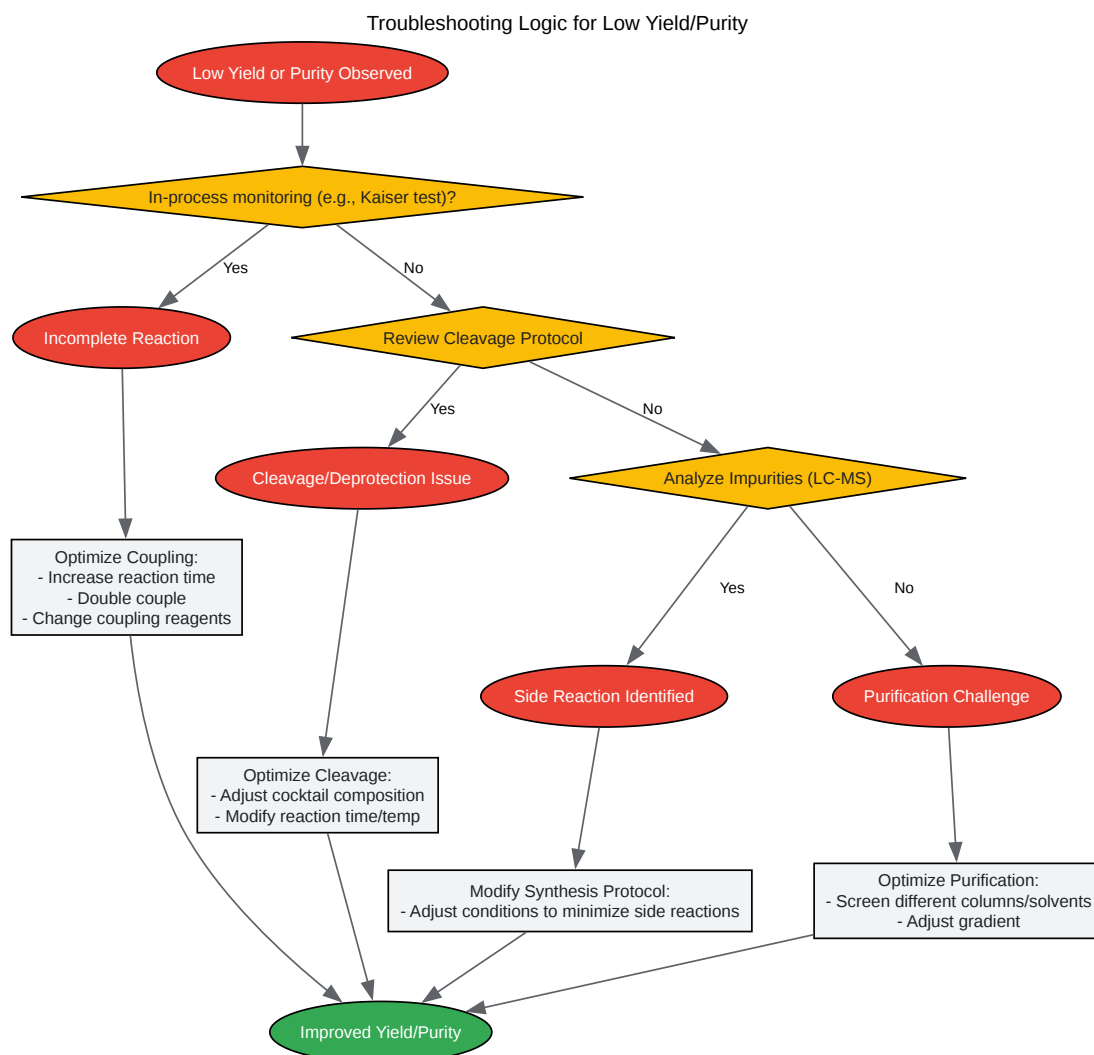 Troubleshooting Logic for Low Yield/Purity
Low Yield or Purity Observed
In-process monitoring (e.g., Kaiser test)?
Yes
No
Incomplete Reaction
Review Cleavage Protocol
Yes
No
Cleavage/Deprotection Issue
Analyze Impurities (LC-MS)
Optimize Coupling:
- Increase reaction time
- Double couple
- Change coupling reagents
Yes
No
Side Reaction Identified
Purification Challenge
Optimize Cleavage:
- Adjust cocktail composition
- Modify reaction time/temp
Modify Synthesis Protocol:
- Adjust conditions to minimize side reactions
Optimize Purification:
- Screen different columns/solvents
- Adjust gradient
Improved Yield/Purity